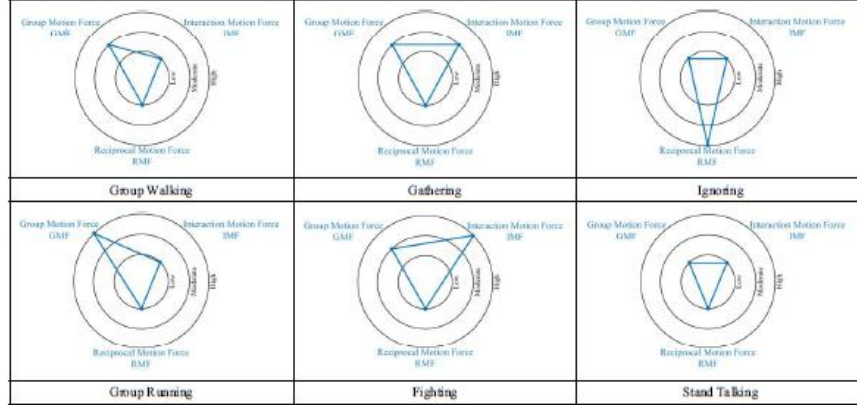 Group Motion Force Interaction Motion Force
GMF IMF
Low
Moderate
High
Reciprocal Motion Force
RMF
Group Walking
Group Motion Force Interaction Motion Force
GMF IMF
Low
Moderate
High
Reciprocal Motion Force
RMF
Gathering
Group Motion Force Interaction Motion Force
GMF IMF
Low
Moderate
High
Reciprocal Motion Force
RMF
Ignoring
Group Motion Force Interaction Motion Force
GMF IMF
Low
Moderate
High
Reciprocal Motion Force
RMF
Group Running
Group Motion Force Interaction Motion Force
GMF IMF
Low
Moderate
High
Reciprocal Motion Force
RMF
Fighting
Group Motion Force Interaction Motion Force
GMF IMF
Low
Moderate
High
Reciprocal Motion Force
RMF
Stand Talking